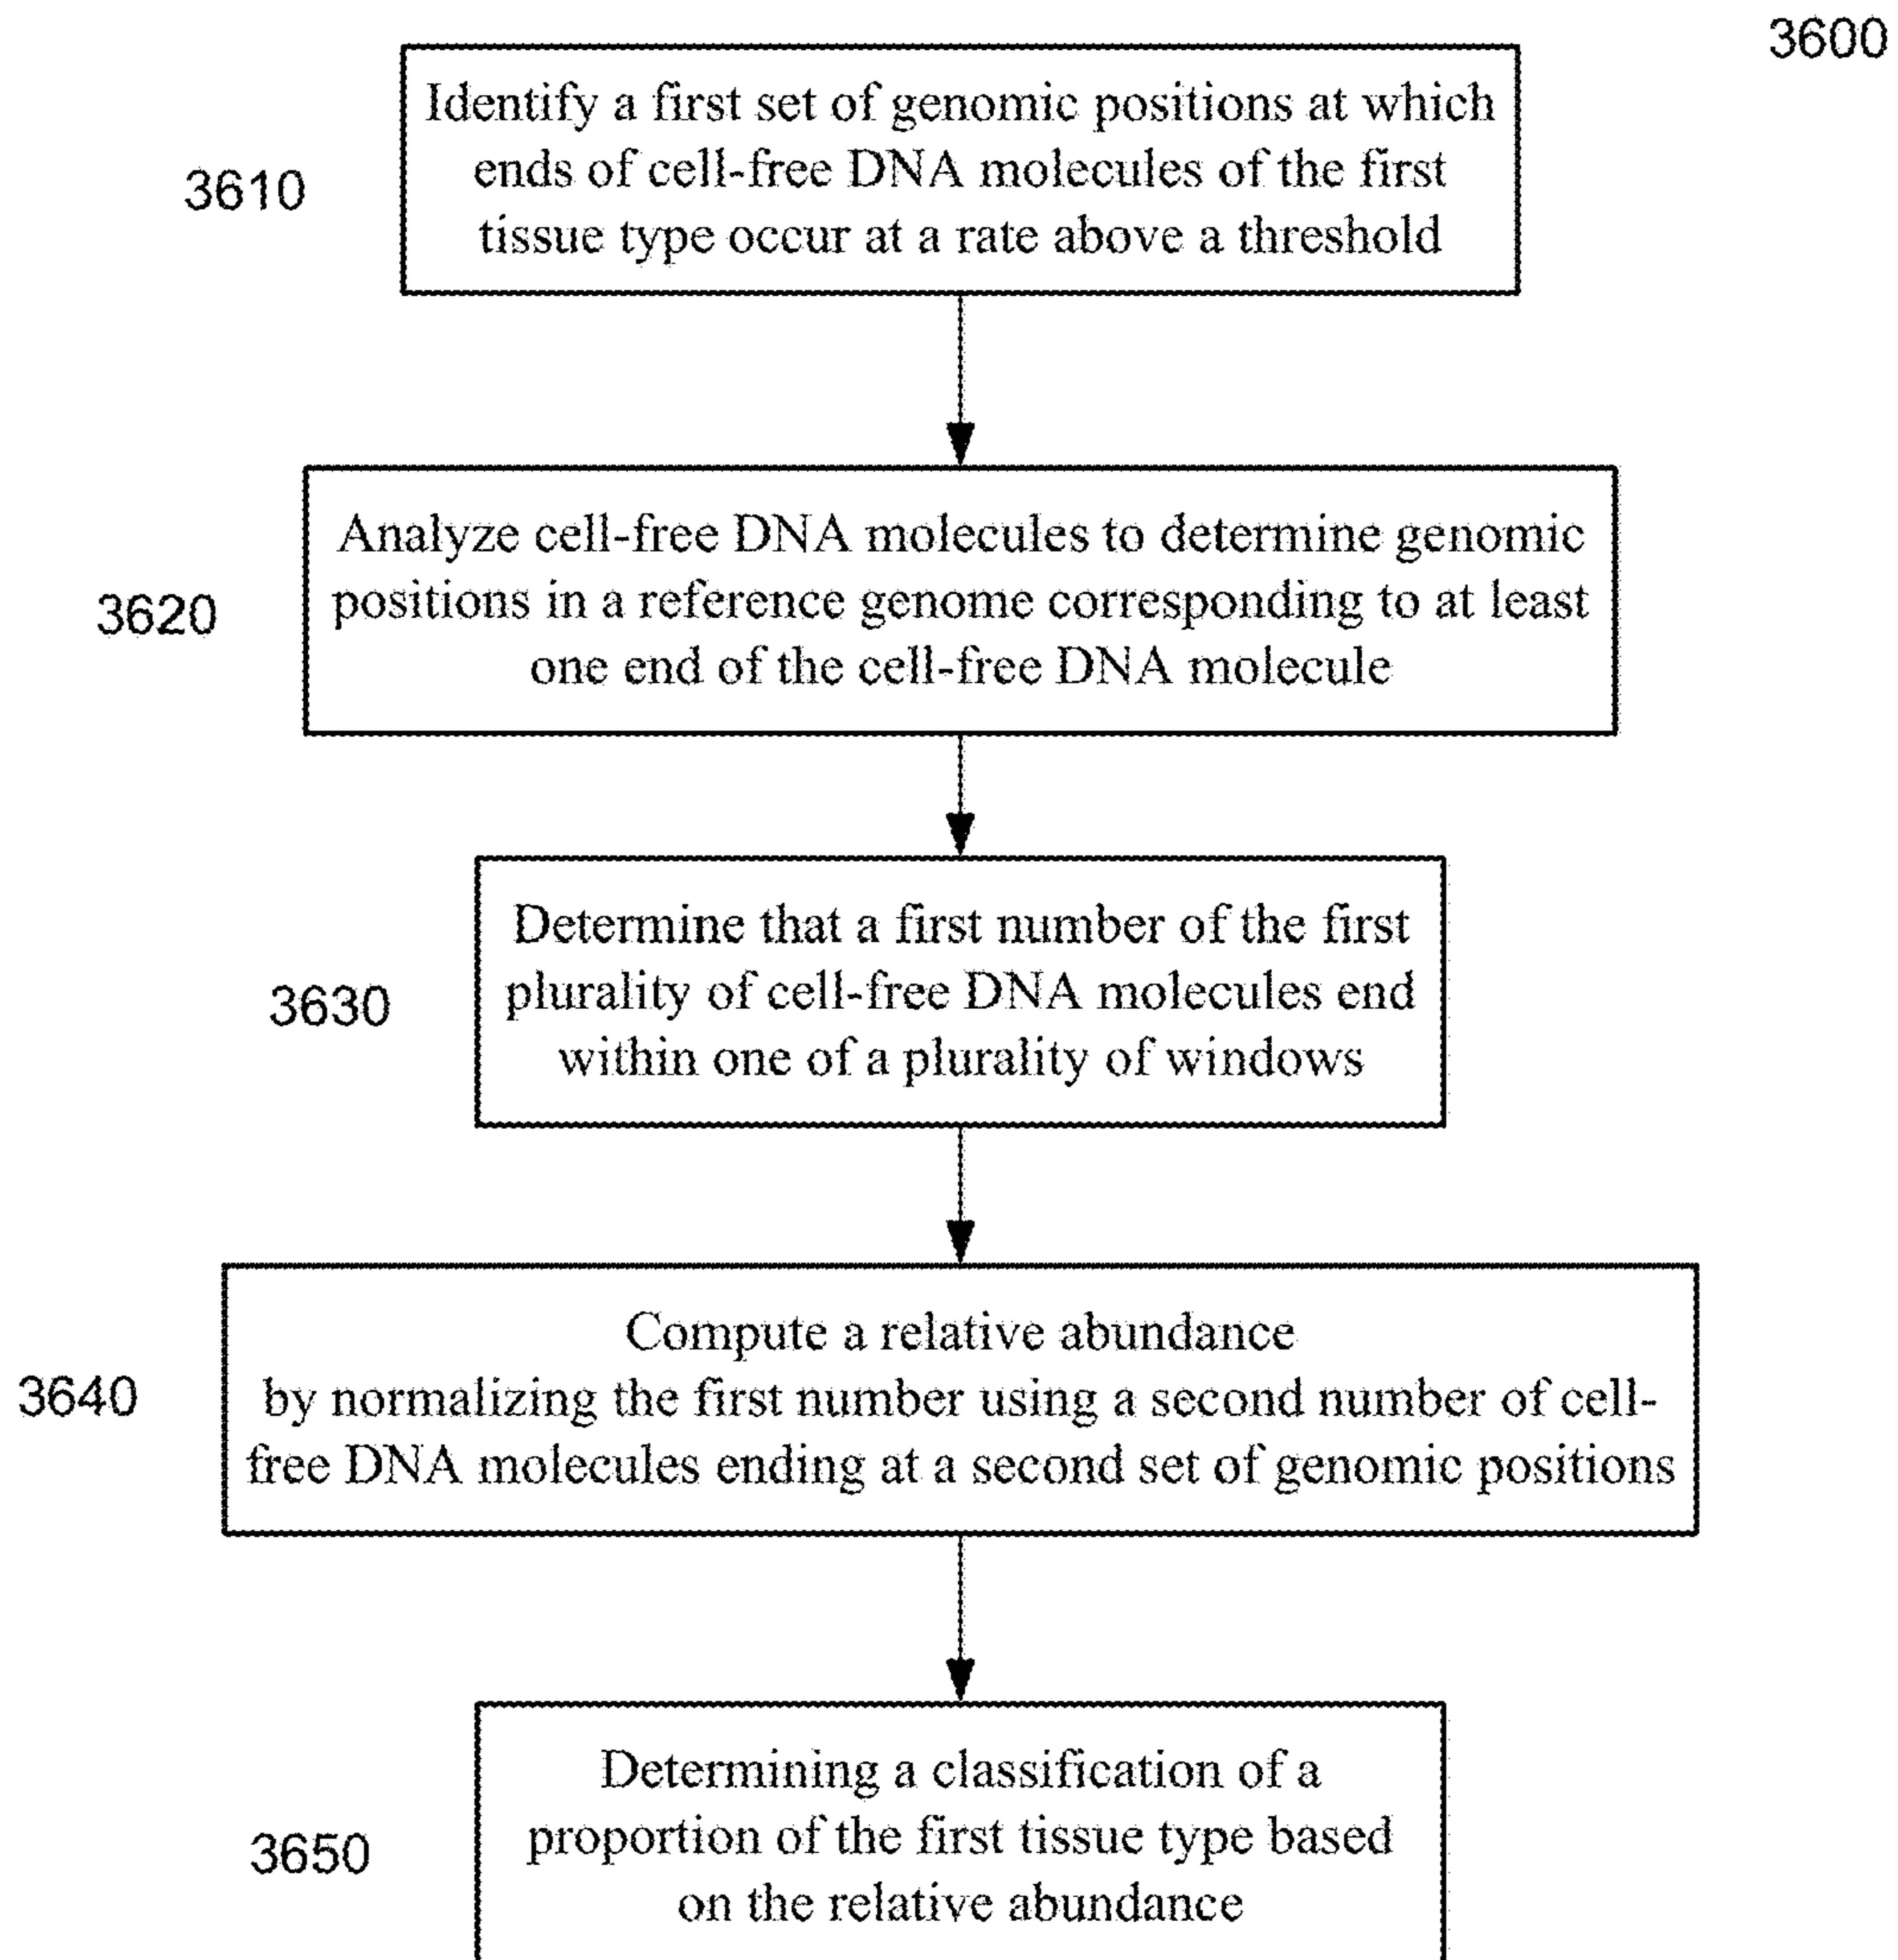 3600
Identify a first set of genomic positions at which
ends of cell-free DNA molecules of the first
tissue type occur at a rate above a threshold
3610
Analyze cell-free DNA molecules to determine genomic
positions in a reference genome corresponding to at least
one end of the cell-free DNA molecule
3620
Determine that a first number of the first
plurality of cell-free DNA molecules end
within one of a plurality of windows
3630
Compute a relative abundance
by normalizing the first number using a second number of cell-
free DNA molecules ending at a second set of genomic positions
3640
Determining a classification of a
proportion of the first tissue type based
on the relative abundance
3650